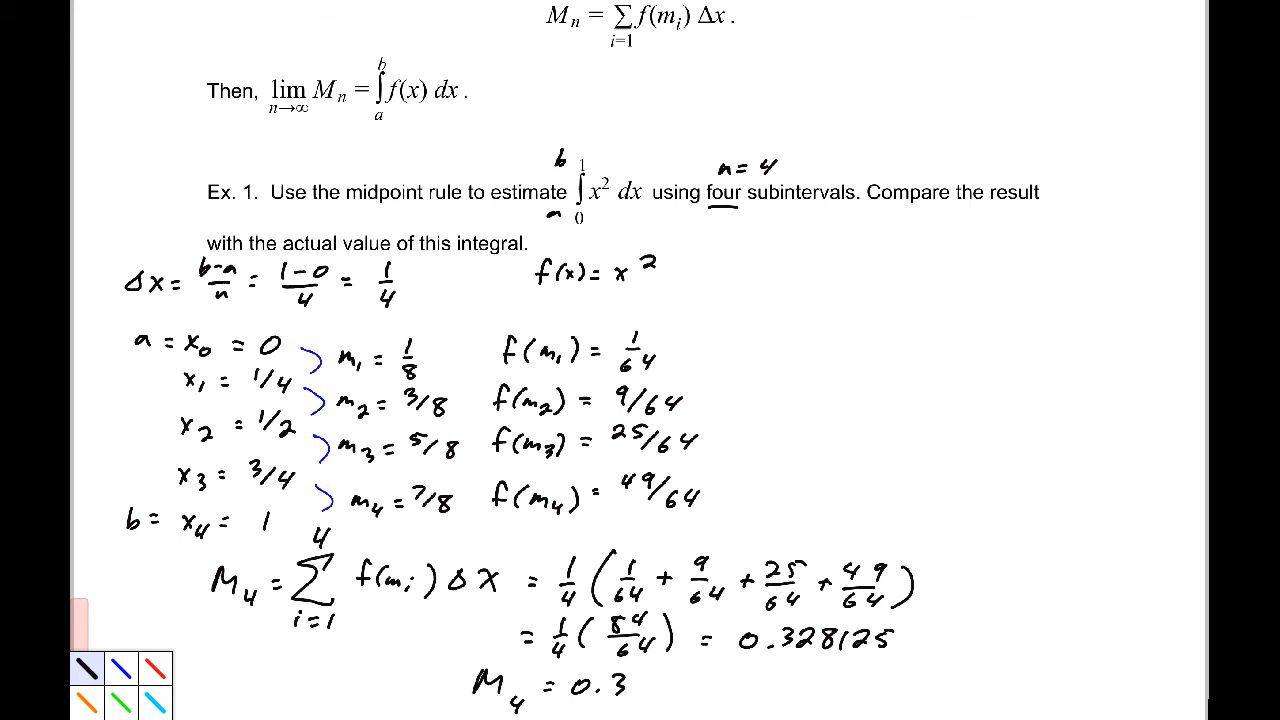 Mₙ = ∑ f(mᵢ) Δx .
i=1
Then, lim Mₙ = ∫ f(x) dx .
n→∞
b
a
b 1 n = 4
Ex. 1. Use the midpoint rule to estimate ∫ x² dx using four subintervals. Compare the result
a 0
with the actual value of this integral.
Δx = (b-a)/n = (1-0)/4 = 1/4 f(x) = x²
a = x₀ = 0 m₁ = 1/8 f(m₁) = 1/64
x₁ = 1/4 m₂ = 3/8 f(m₂) = 9/64
x₂ = 1/2 m₃ = 5/8 f(m₃) = 25/64
x₃ = 3/4 m₄ = 7/8 f(m₄) = 49/64
b = x₄ = 1
4
M₄ = ∑ f(mᵢ) Δx = 1/4 (1/64 + 9/64 + 25/64 + 49/64)
i=1
= 1/4 (84/64) = 0.328125
M₄ = 0.3